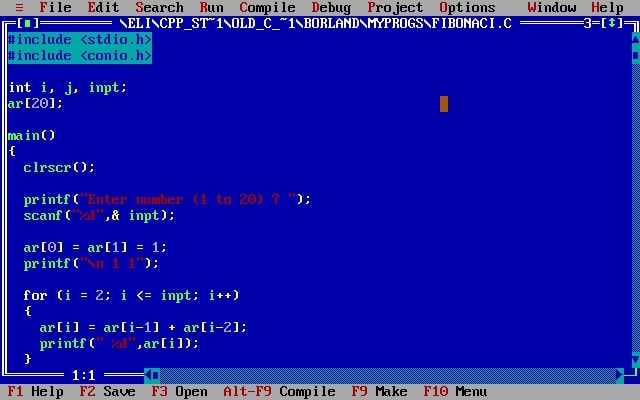 ≡ File Edit Search Run Compile Debug Project Options Window Help
[■] \ELI\CPP_ST~1\OLD_C_~1\BORLAND\MYPROGS\FIBONACI.C 3=[↕]
#include <stdio.h>
#include <conio.h>
int i, j, inpt;
ar[20];
main()
{
clrscr();
printf("Enter number (1 to 20) ? ");
scanf("%d",& inpt);
ar[0] = ar[1] = 1;
printf("\n 1 1");
for (i = 2; i <= inpt; i++)
{
ar[i] = ar[i-1] + ar[i-2];
printf(" %d",ar[i]);
}
1:1
F1 Help F2 Save F3 Open Alt-F9 Compile F9 Make F10 Menu